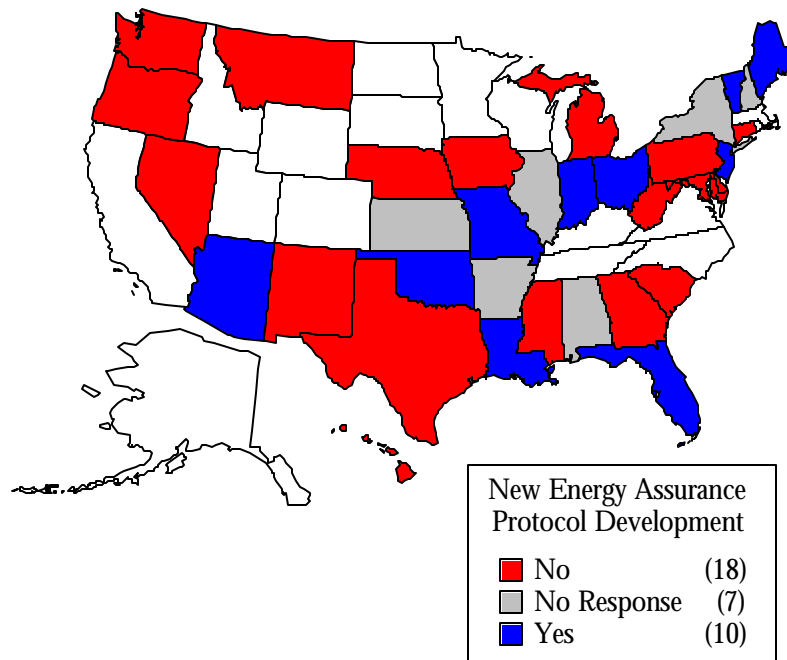 New Energy Assurance
Protocol Development
No (18)
No Response (7)
Yes (10)